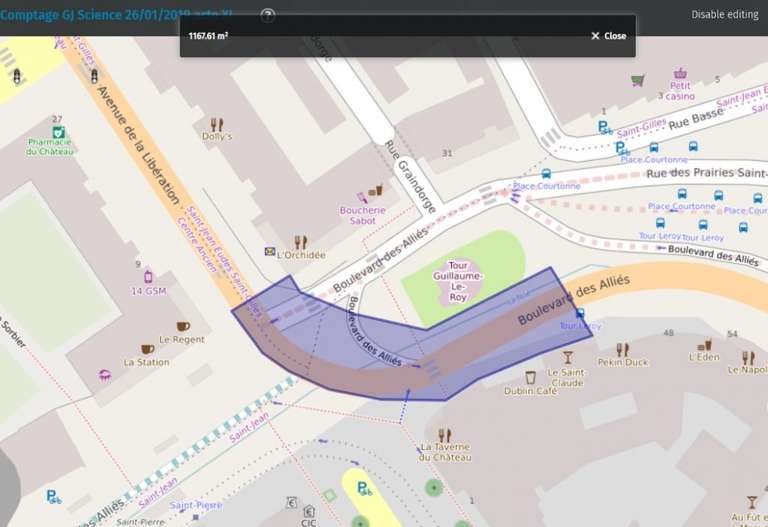 Comptage GJ Science 26/01/2019 acte XI
?
Disable editing
1167.61 m²
✕ Close
Saint-Gilles
27
Pharmacie
du Château
Avenue de la Libération
Dolly's
Rue Graindorge
31
Boucherie
Sabot
L'Orchidée
Saint-Jean Eudes Saint-Gilles
Centre Ancien
9
14 GSM
Le Regent
La Station
Boulevard des Alliés
Tour
Guillaume-
Le-
Roy
Petit
casino
5
3
1
Saint-Gilles
Rue Basse
Saint-Jean E
Place Courtonne
Place Courtonne
Rue des Prairies Saint-
Place Courtonne
Place Cour
Tour Leroy
Tour Leroy
Boulevard des Alliés
Boulevard des Alliés
Boulevard des Alliés
Tour Leroy
48
54
Pekin Duck
L'Eden
Le Napol
Le Saint
Claude
Dublin Café
La Taverne
du Château
Saint-Jean
Saint-Jean
es Alliés
Saint-Pierre
Saint-Pierre
CIC
1
Au Fût e